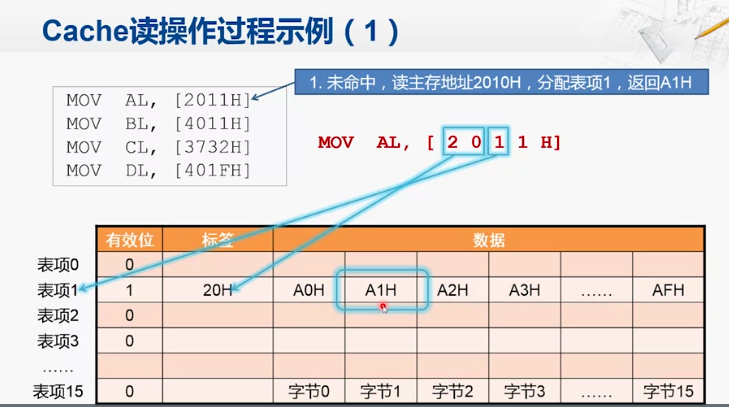 Cache读操作过程示例（1）
1. 未命中，读主存地址2010H，分配表项1，返回A1H
MOV AL, [2011H]
MOV BL, [4011H]
MOV CL, [3732H]
MOV DL, [401FH]
MOV AL, [ 2 0 1 1 H]
有效位 标签 数据
表项0 0
表项1 1 20H A0H A1H A2H A3H …… AFH
表项2 0
表项3 0
……
表项15 0 字节0 字节1 字节2 字节3 …… 字节15